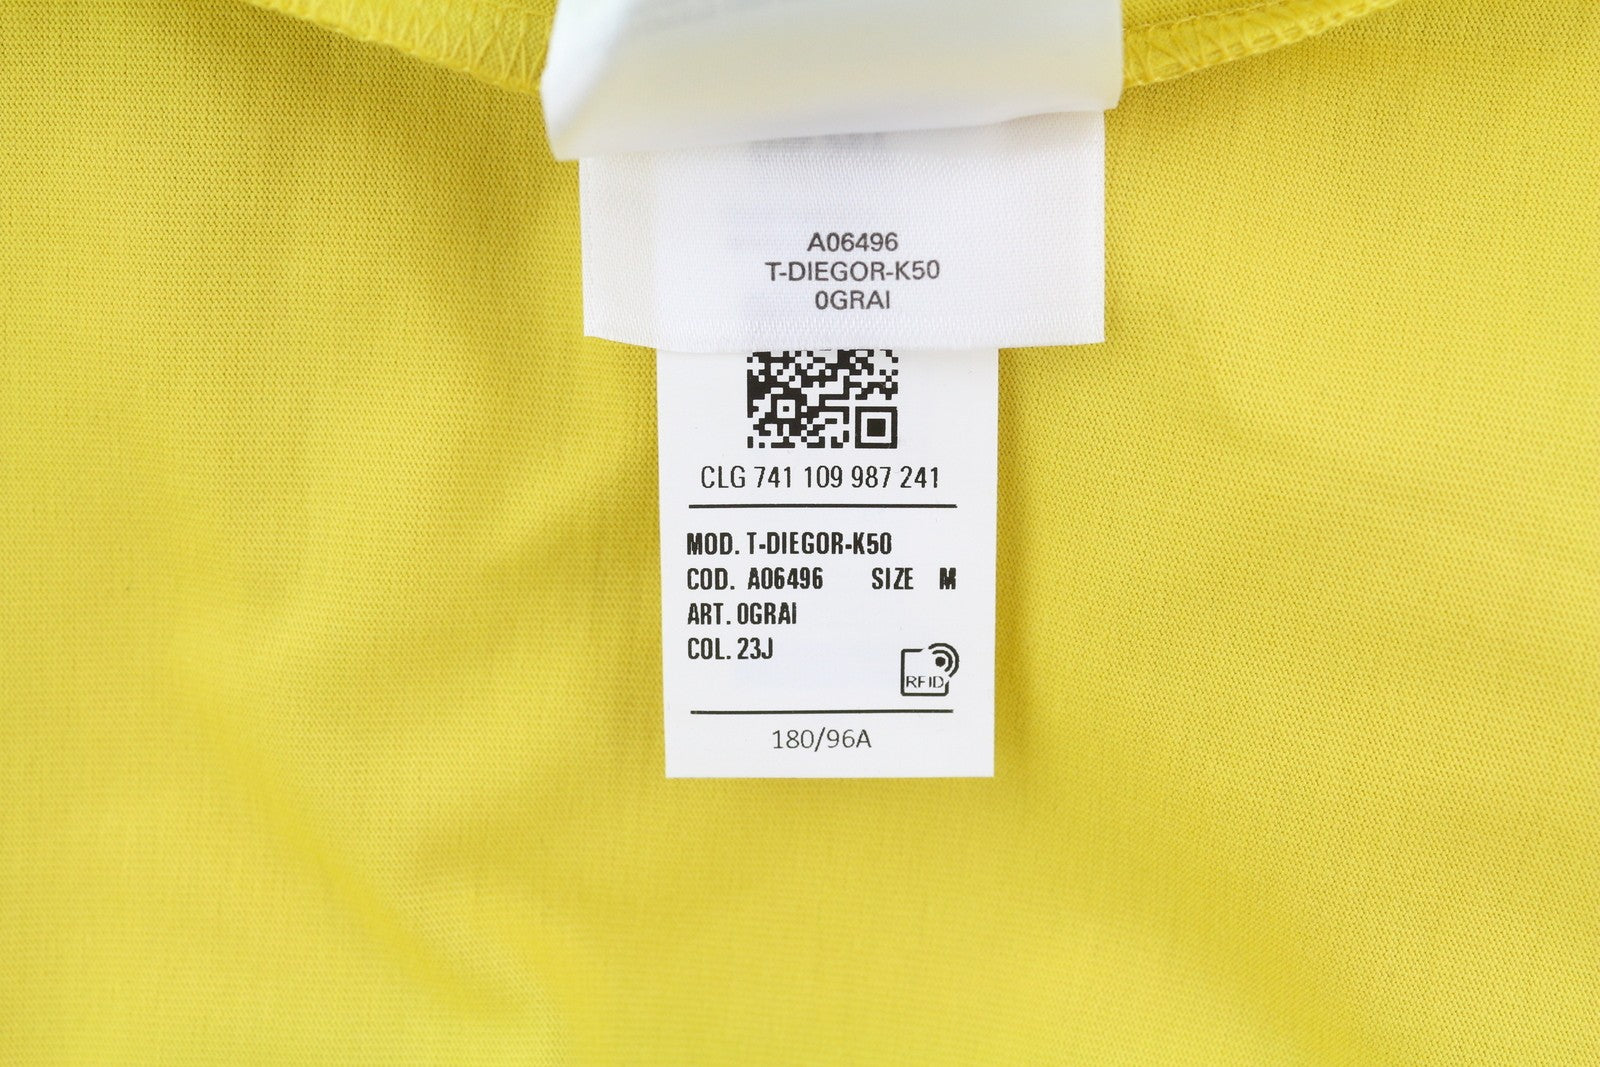 A06496
T-DIEGOR-K50
0GRAI
CLG 741 109 987 241
MOD. T-DIEGOR-K50
COD. A06496 SIZE M
ART. 0GRAI
COL. 23J
RFID
180/96A